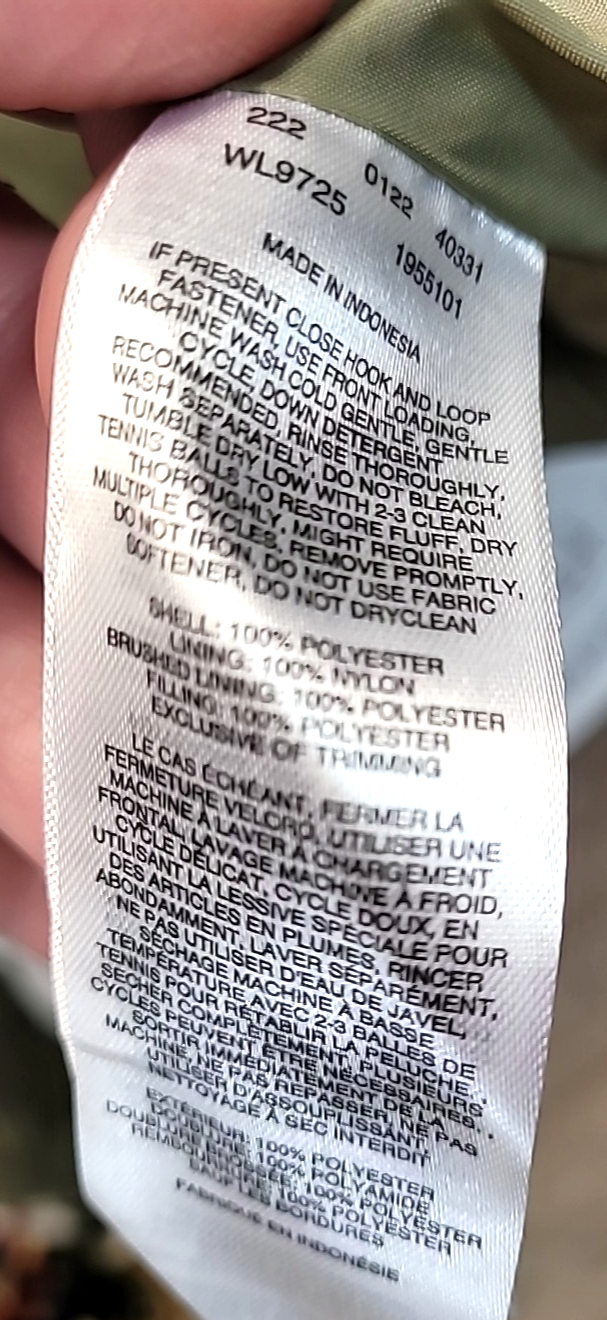 222 0122 40331
WL9725 1955101
MADE IN INDONESIA
IF PRESENT CLOSE HOOK AND LOOP
FASTENER, USE FRONT LOADING,
MACHINE WASH COLD GENTLE, GENTLE
CYCLE, DOWN DETERGENT
RECOMMENDED, RINSE THOROUGHLY,
WASH SEPARATELY, DO NOT BLEACH,
TUMBLE DRY LOW WITH 2-3 CLEAN
TENNIS BALLS TO RESTORE FLUFF, DRY
THOROUGHLY, MIGHT REQUIRE
MULTIPLE CYCLES, REMOVE PROMPTLY,
DO NOT IRON, DO NOT USE FABRIC
SOFTENER, DO NOT DRYCLEAN
SHELL: 100% POLYESTER
LINING: 100% NYLON
BRUSHED LINING: 100% POLYESTER
FILLING: 100% POLYESTER
EXCLUSIVE OF TRIMMING
LE CAS ÉCHÉANT, FERMER LA
FERMETURE VELCRO, UTILISER UNE
MACHINE À LAVER À CHARGEMENT
FRONTAL, LAVAGE MACHINE À FROID,
CYCLE DÉLICAT, CYCLE DOUX, EN
UTILISANT LA LESSIVE SPÉCIALE POUR
DES ARTICLES EN PLUMES, RINCER
ABONDAMMENT, LAVER SÉPARÉMENT,
NE PAS UTILISER D'EAU DE JAVEL,
SÉCHAGE MACHINE À BASSE
TEMPÉRATURE AVEC 2-3 BALLES DE
TENNIS POUR RÉTABLIR LA PELUCHE,
SÉCHER COMPLÈTEMENT, PLUSIEURS
CYCLES PEUVENT ÊTRE NÉCESSAIRES,
SORTIR IMMÉDIATEMENT DE LA
MACHINE, NE PAS REPASSER, NE PAS
UTILISER D'ASSOUPLISSANT,
NETTOYAGE À SEC INTERDIT
EXTÉRIEUR: 100% POLYESTER
DOUBLURE: 100% POLYAMIDE
DOUBLURE BROSSÉE: 100% POLYESTER
REMBOURRURE: 100% POLYESTER
SAUF LES BORDURES
FABRIQUÉ EN INDONÉSIE